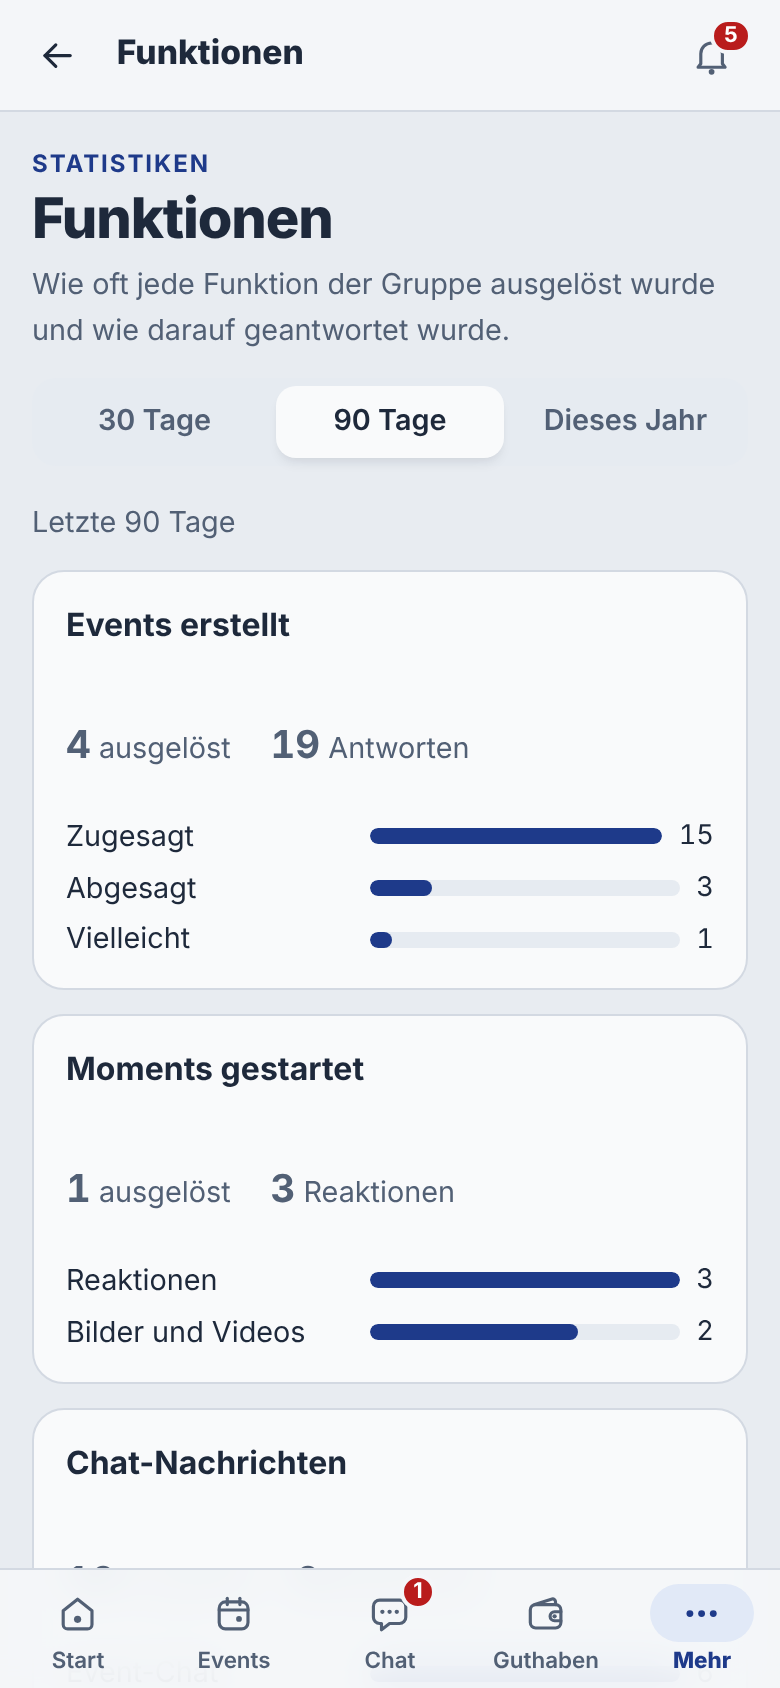 Funktionen
5
STATISTIKEN
Funktionen
Wie oft jede Funktion der Gruppe ausgelöst wurde
und wie darauf geantwortet wurde.
30 Tage 90 Tage Dieses Jahr
Letzte 90 Tage
Events erstellt
4 ausgelöst 19 Antworten
Zugesagt 15
Abgesagt 3
Vielleicht 1
Moments gestartet
1 ausgelöst 3 Reaktionen
Reaktionen 3
Bilder und Videos 2
Chat-Nachrichten
1
Start Events Chat Guthaben Mehr
Event-Chat